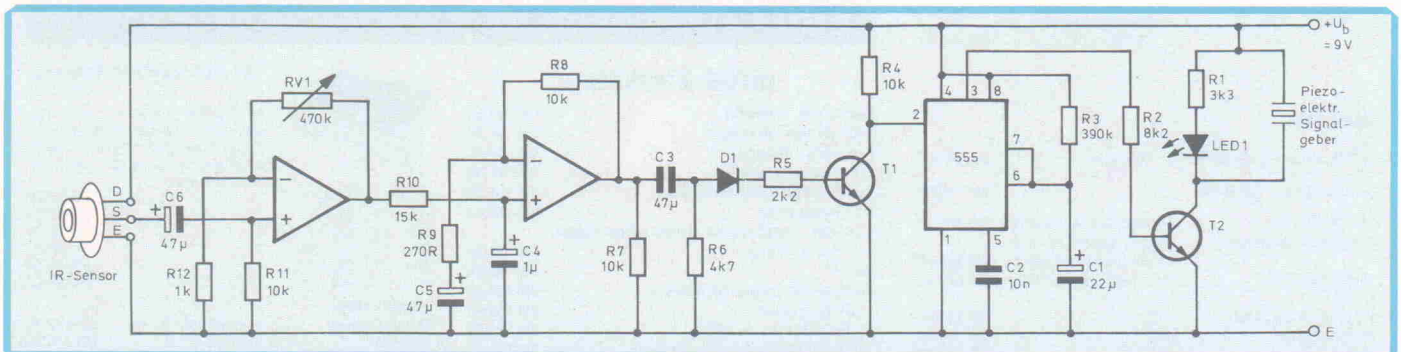 +Ub
= 9 V
RV1
470k
R8
10k
R4
10k
2
4
3
8
555
7
6
1
5
R3
390k
R2
8k2
R1
3k3
LED1
Piezo-
elektr.
Signal-
geber
D
S
E
IR-Sensor
+
C6
47µ
R12
1k
R11
10k
−
+
R10
15k
R9
270R
+
C5
47µ
−
+
+
C4
1µ
C3
47µ
D1
R5
2k2
R7
10k
R6
4k7
T1
C2
10n
+
C1
22µ
T2
E